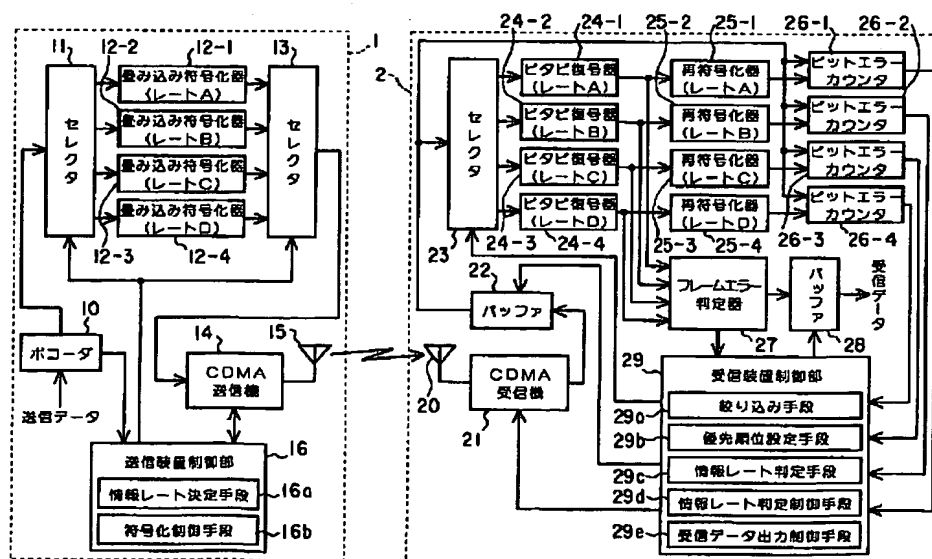 1
11
12-2
12-1
13
セレクタ
畳み込み符号化器
(レートA)
畳み込み符号化器
(レートB)
畳み込み符号化器
(レートC)
畳み込み符号化器
(レートD)
セレクタ
12-3
12-4
10
ボコーダ
送信データ
14
CDMA
送信機
15
送信装置制御部
16
情報レート決定手段
16a
符号化制御手段
16b
2
24-2
24-1
25-2
25-1
26-1
26-2
セレクタ
23
ビタビ復号器
(レートA)
ビタビ復号器
(レートB)
ビタビ復号器
(レートC)
ビタビ復号器
(レートD)
24-3
24-4
再符号化器
(レートA)
再符号化器
(レートB)
再符号化器
(レートC)
再符号化器
(レートD)
25-3
25-4
ビットエラー
カウンタ
ビットエラー
カウンタ
ビットエラー
カウンタ
ビットエラー
カウンタ
26-3
26-4
22
バッファ
フレームエラー
判定器
27
バッファ
28
受信データ
20
CDMA
受信機
21
29
受信装置制御部
29a
絞り込み手段
29b
優先順位設定手段
29c
情報レート判定手段
29d
情報レート判定制御手段
29e
受信データ出力制御手段